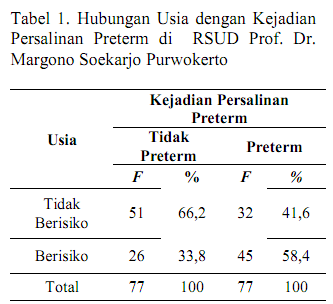 Tabel 1. Hubungan Usia dengan Kejadian
Persalinan Preterm di RSUD Prof. Dr.
Margono Soekarjo Purwokerto
Usia
Kejadian Persalinan
Preterm
Tidak
Preterm
Preterm
F % F %
Tidak
Berisiko
51 66,2 32 41,6
Berisiko 26 33,8 45 58,4
Total 77 100 77 100